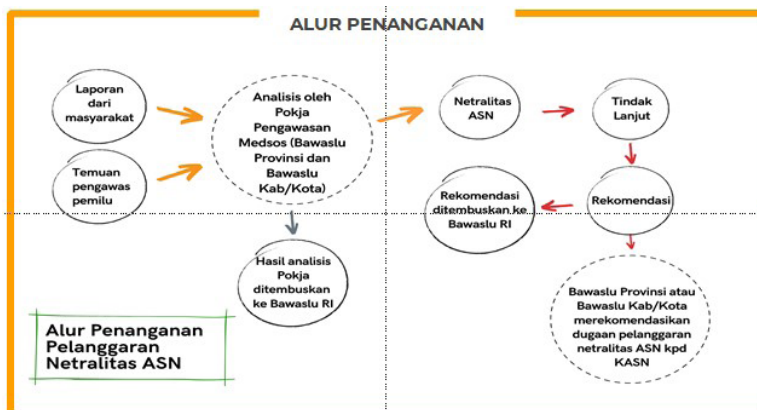 ALUR PENANGANAN
Laporan
dari
masyarakat
Temuan
pengawas
pemilu
Analisis oleh
Pokja
Pengawasan
Medsos (Bawaslu
Provinsi dan
Bawaslu
Kab/Kota)
Hasil analisis
Pokja
ditembuskan
ke Bawaslu RI
Netralitas
ASN
Tindak
Lanjut
Rekomendasi
Rekomendasi
ditembuskan ke
Bawaslu RI
Bawaslu Provinsi atau
Bawaslu Kab/Kota
merekomendasikan
dugaan pelanggaran
netralitas ASN kpd
KASN
Alur Penanganan
Pelanggaran
Netralitas ASN